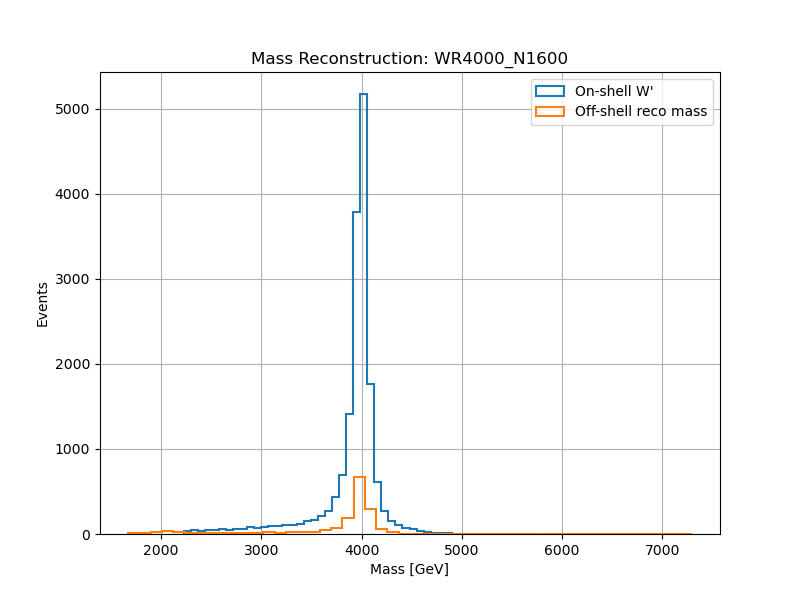 Mass Reconstruction: WR4000_N1600
On-shell W'
Off-shell reco mass
Events
5000
4000
3000
2000
1000
0
2000 3000 4000 5000 6000 7000
Mass [GeV]